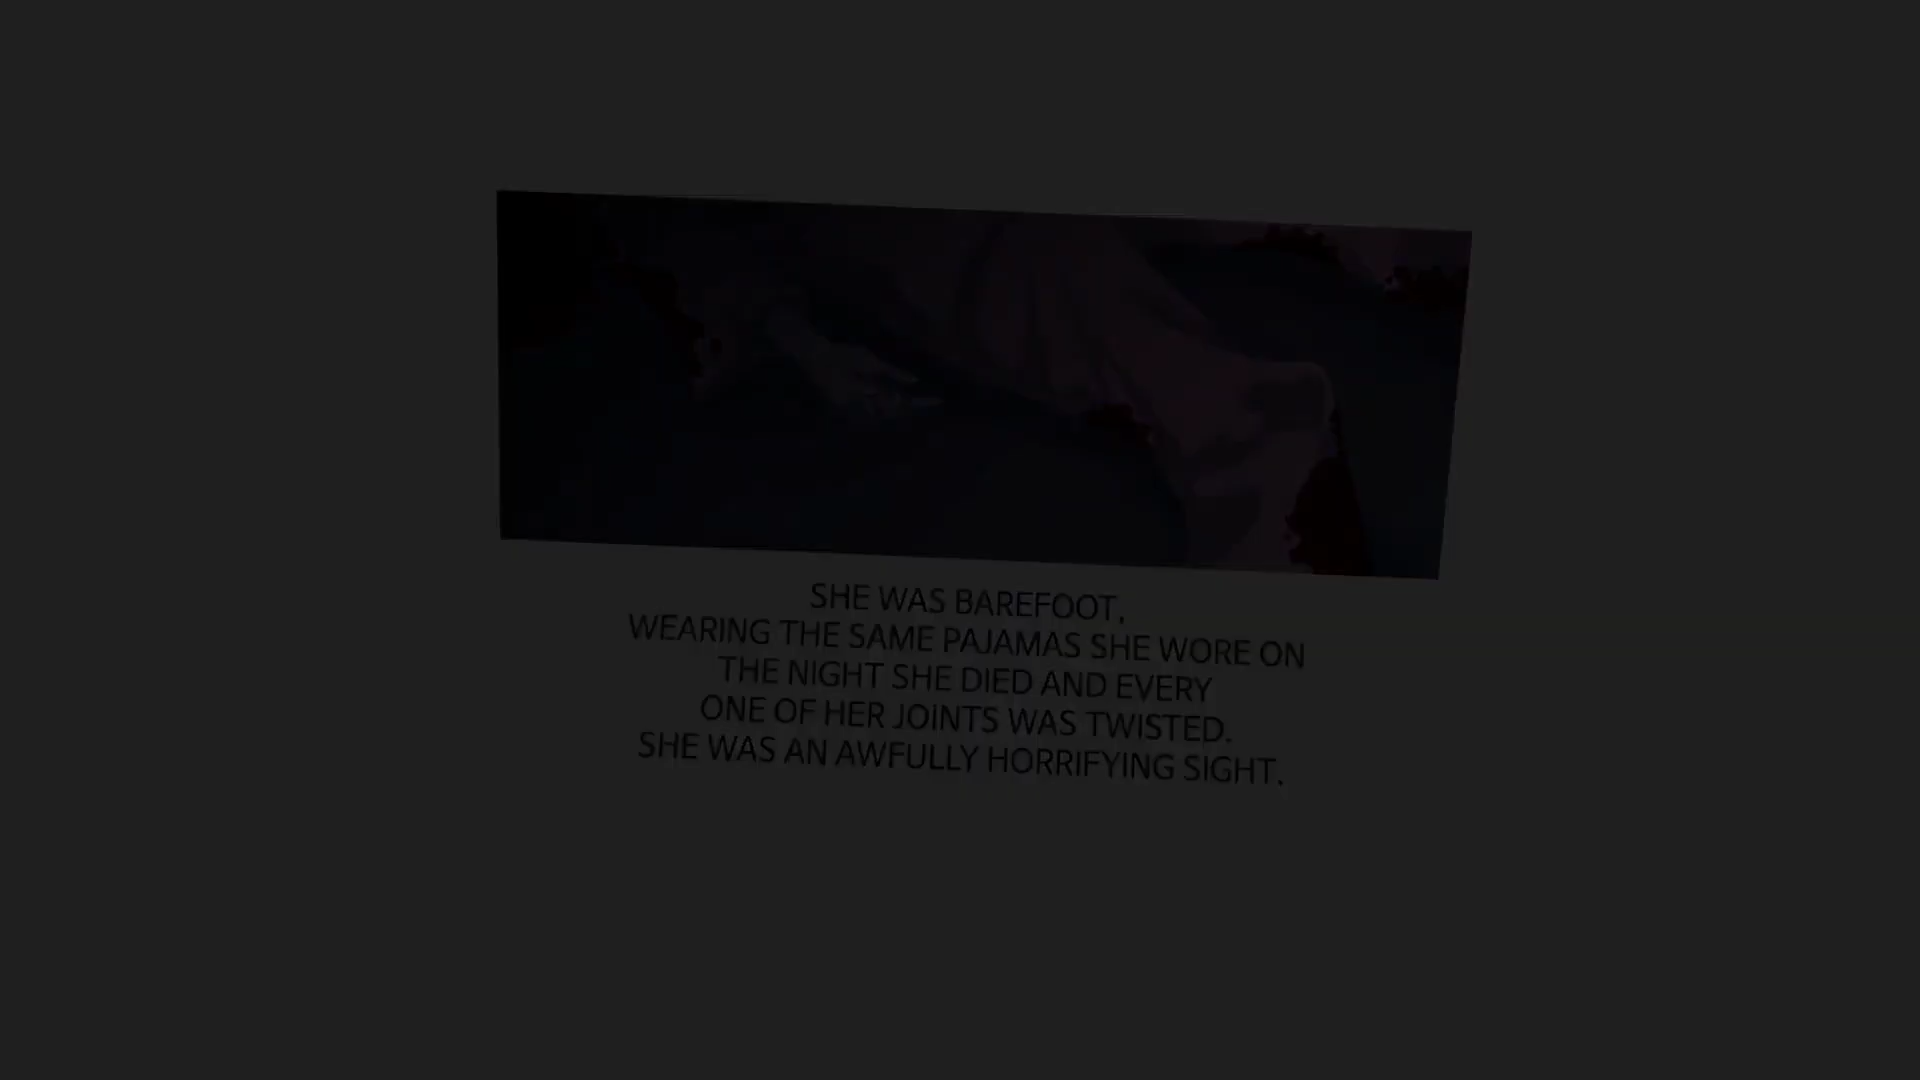 SHE WAS BAREFOOT,
WEARING THE SAME PAJAMAS SHE WORE ON
THE NIGHT SHE DIED AND EVERY
ONE OF HER JOINTS WAS TWISTED.
SHE WAS AN AWFULLY HORRIFYING SIGHT.